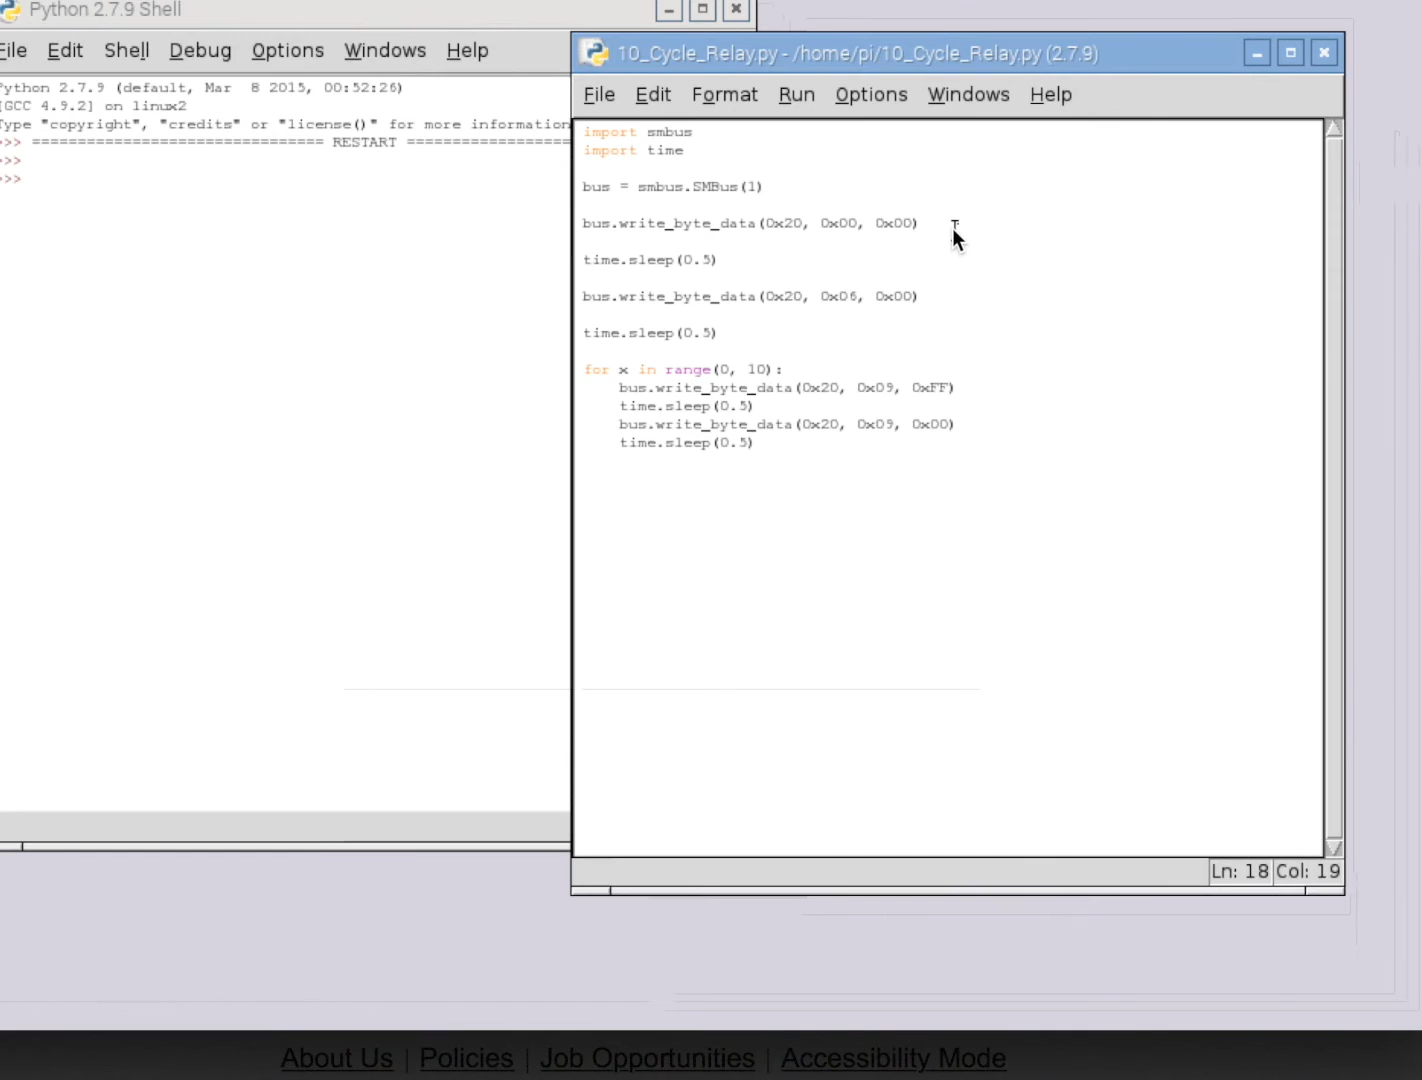 Python 2.7.9 Shell
File Edit Shell Debug Options Windows Help
Python 2.7.9 (default, Mar 8 2015, 00:52:26)
[GCC 4.9.2] on linux2
Type "copyright", "credits" or "license()" for more information
>>> ================================ RESTART ==================
>>>
>>>
10_Cycle_Relay.py - /home/pi/10_Cycle_Relay.py (2.7.9)
File Edit Format Run Options Windows Help
import smbus
import time
bus = smbus.SMBus(1)
bus.write_byte_data(0x20, 0x00, 0x00)
time.sleep(0.5)
bus.write_byte_data(0x20, 0x06, 0x00)
time.sleep(0.5)
for x in range(0, 10):
    bus.write_byte_data(0x20, 0x09, 0xFF)
    time.sleep(0.5)
    bus.write_byte_data(0x20, 0x09, 0x00)
    time.sleep(0.5)
Ln: 18 Col: 19
About Us | Policies | Job Opportunities | Accessibility Mode